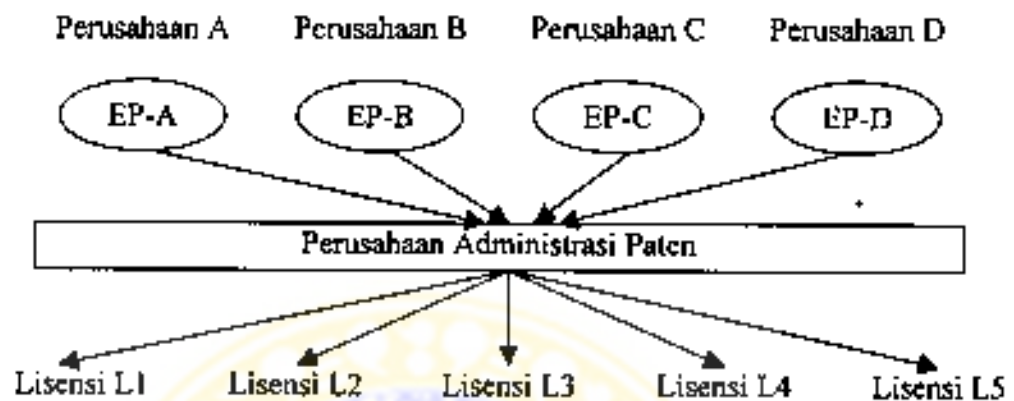 Perusahaan A Perusahaan B Perusahaan C Perusahaan D
EP-A EP-B EP-C EP-D
Perusahaan Administrasi Paten
Lisensi L1 Lisensi L2 Lisensi L3 Lisensi L4 Lisensi L5